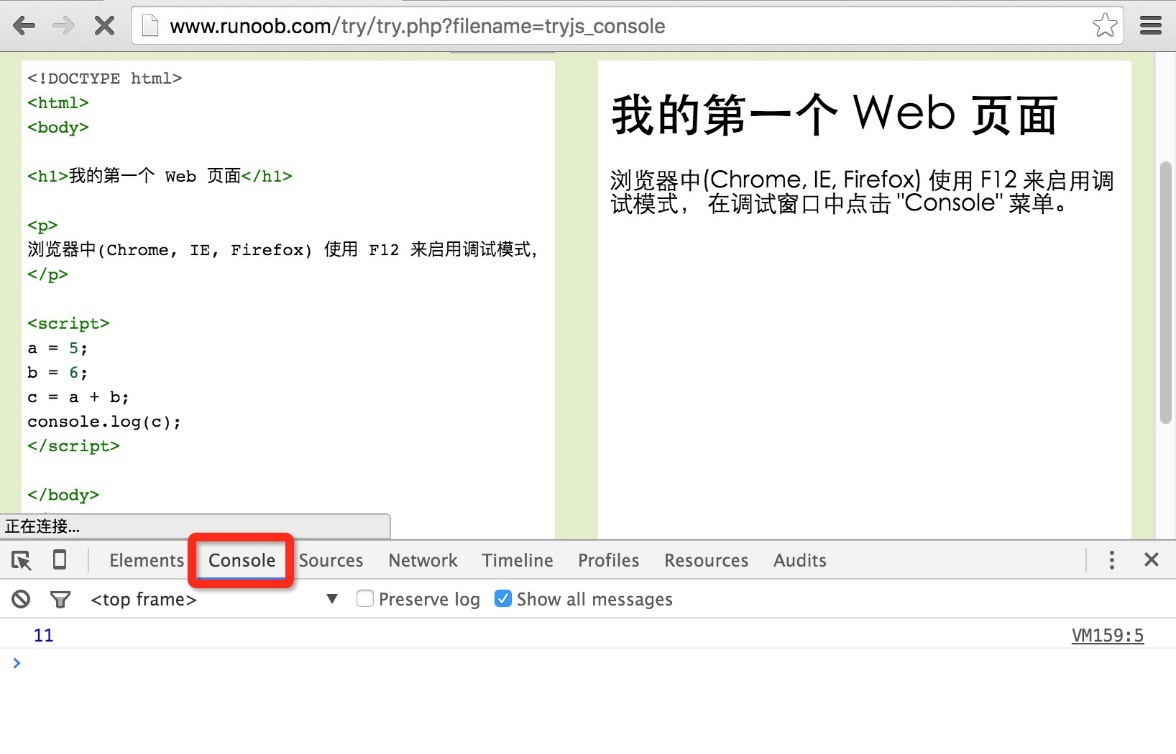 www.runoob.com/try/try.php?filename=tryjs_console
<!DOCTYPE html>
<html>
<body>
<h1>我的第一个 Web 页面</h1>
<p>
浏览器中(Chrome, IE, Firefox) 使用 F12 来启用调试模式，
</p>
<script>
a = 5;
b = 6;
c = a + b;
console.log(c);
</script>
</body>
我的第一个 Web 页面
浏览器中(Chrome, IE, Firefox) 使用 F12 来启用调
试模式， 在调试窗口中点击 "Console" 菜单。
正在连接...
Elements Console Sources Network Timeline Profiles Resources Audits
<top frame> Preserve log Show all messages
11 VM159:5